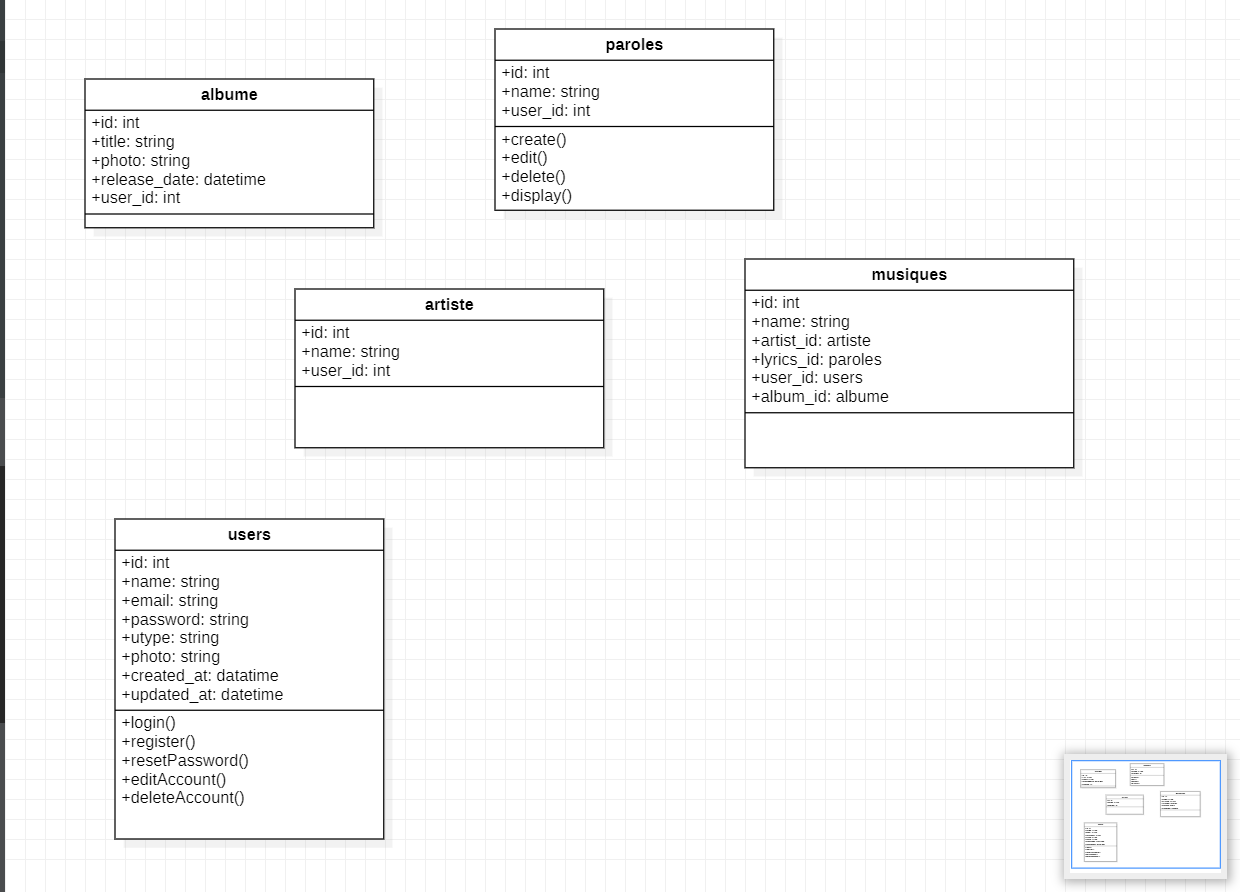 paroles
+id: int
+name: string
+user_id: int
+create()
+edit()
+delete()
+display()
albume
+id: int
+title: string
+photo: string
+release_date: datetime
+user_id: int
artiste
+id: int
+name: string
+user_id: int
musiques
+id: int
+name: string
+artist_id: artiste
+lyrics_id: paroles
+user_id: users
+album_id: albume
users
+id: int
+name: string
+email: string
+password: string
+utype: string
+photo: string
+created_at: datatime
+updated_at: datetime
+login()
+register()
+resetPassword()
+editAccount()
+deleteAccount()